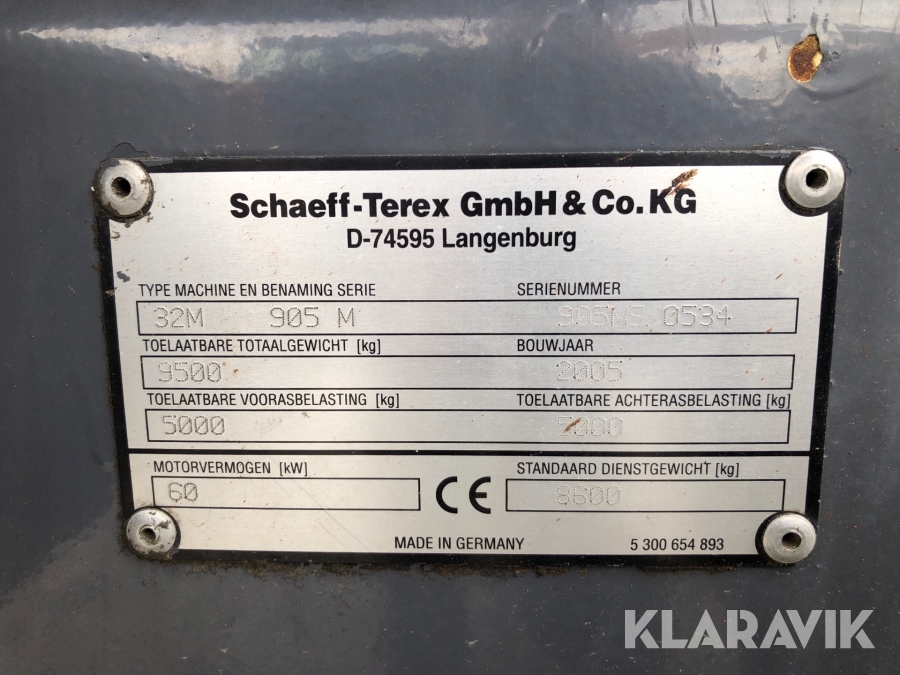 Schaeff-Terex GmbH & Co. KG
D-74595 Langenburg
TYPE MACHINE EN BENAMING SERIE SERIENUMMER
32M 905 M 0534
TOELAATBARE TOTAALGEWICHT [kg] BOUWJAAR
9500 2005
TOELAATBARE VOORASBELASTING [kg] TOELAATBARE ACHTERASBELASTING [kg]
5000
MOTORVERMOGEN [kW] STANDAARD DIENSTGEWICHT [kg]
60 CE 8600
MADE IN GERMANY 5 300 654 893
KLARAVIK